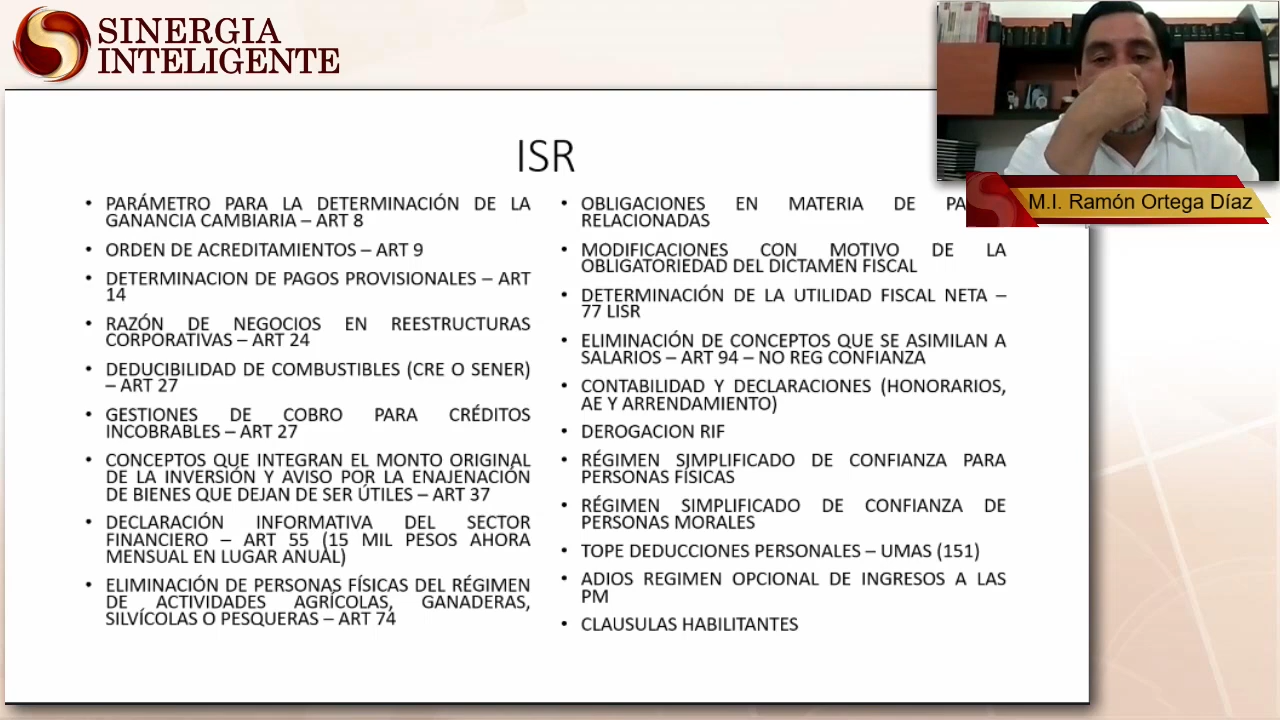 SINERGIA
INTELIGENTE
ISR
• PARÁMETRO PARA LA DETERMINACIÓN DE LA
GANANCIA CAMBIARIA – ART 8
• ORDEN DE ACREDITAMIENTOS – ART 9
• DETERMINACION DE PAGOS PROVISIONALES – ART
14
• RAZÓN DE NEGOCIOS EN REESTRUCTURAS
CORPORATIVAS – ART 24
• DEDUCIBILIDAD DE COMBUSTIBLES (CRE O SENER)
– ART 27
• GESTIONES DE COBRO PARA CRÉDITOS
INCOBRABLES – ART 27
• CONCEPTOS QUE INTEGRAN EL MONTO ORIGINAL
DE LA INVERSIÓN Y AVISO POR LA ENAJENACIÓN
DE BIENES QUE DEJAN DE SER ÚTILES – ART 37
• DECLARACIÓN INFORMATIVA DEL SECTOR
FINANCIERO – ART 55 (15 MIL PESOS AHORA
MENSUAL EN LUGAR ANUAL)
• ELIMINACIÓN DE PERSONAS FÍSICAS DEL RÉGIMEN
DE ACTIVIDADES AGRÍCOLAS, GANADERAS,
SILVÍCOLAS O PESQUERAS – ART 74
• OBLIGACIONES EN MATERIA DE
RELACIONADAS
• MODIFICACIONES CON MOTIVO DE LA
OBLIGATORIEDAD DEL DICTAMEN FISCAL
• DETERMINACIÓN DE LA UTILIDAD FISCAL NETA –
77 LISR
• ELIMINACIÓN DE CONCEPTOS QUE SE ASIMILAN A
SALARIOS – ART 94 – NO REG CONFIANZA
• CONTABILIDAD Y DECLARACIONES (HONORARIOS,
AE Y ARRENDAMIENTO)
• DEROGACION RIF
• RÉGIMEN SIMPLIFICADO DE CONFIANZA PARA
PERSONAS FÍSICAS
• RÉGIMEN SIMPLIFICADO DE CONFIANZA DE
PERSONAS MORALES
• TOPE DEDUCCIONES PERSONALES – UMAS (151)
• ADIOS REGIMEN OPCIONAL DE INGRESOS A LAS
PM
• CLAUSULAS HABILITANTES
M.I. Ramón Ortega Díaz